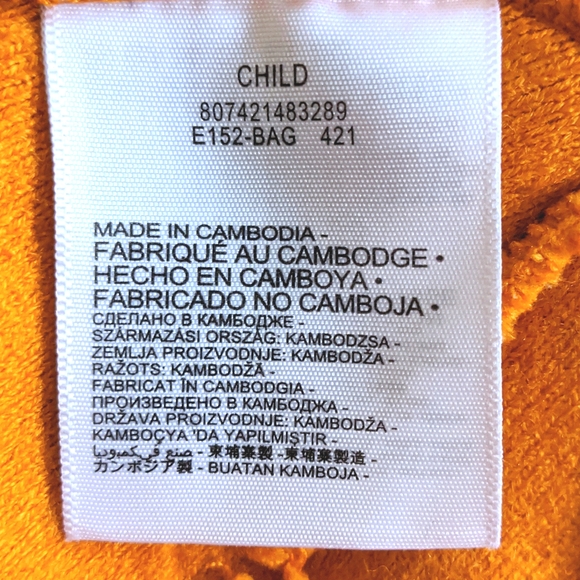 CHILD
807421483289
E152-BAG 421
MADE IN CAMBODIA -
FABRIQUÉ AU CAMBODGE •
HECHO EN CAMBOYA •
FABRICADO NO CAMBOJA •
СДЕЛАНО В КАМБОДЖЕ -
SZÁRMAZÁSI ORSZÁG: KAMBODZSA -
ZEMLJA PROIZVODNJE: KAMBODŽA -
RAŽOTS: KAMBODŽĀ -
FABRICAT ÎN CAMBODGIA -
ПРОИЗВЕДЕНО В КАМБОДЖА -
DRŽAVA PROIZVODNJE: KAMBODŽA -
KAMBOÇYA 'DA YAPILMIŞTIR -
صنع في كمبوديا - 柬埔寨製 -柬埔寨製造 -
カンボジア製 - BUATAN KAMBOJA -